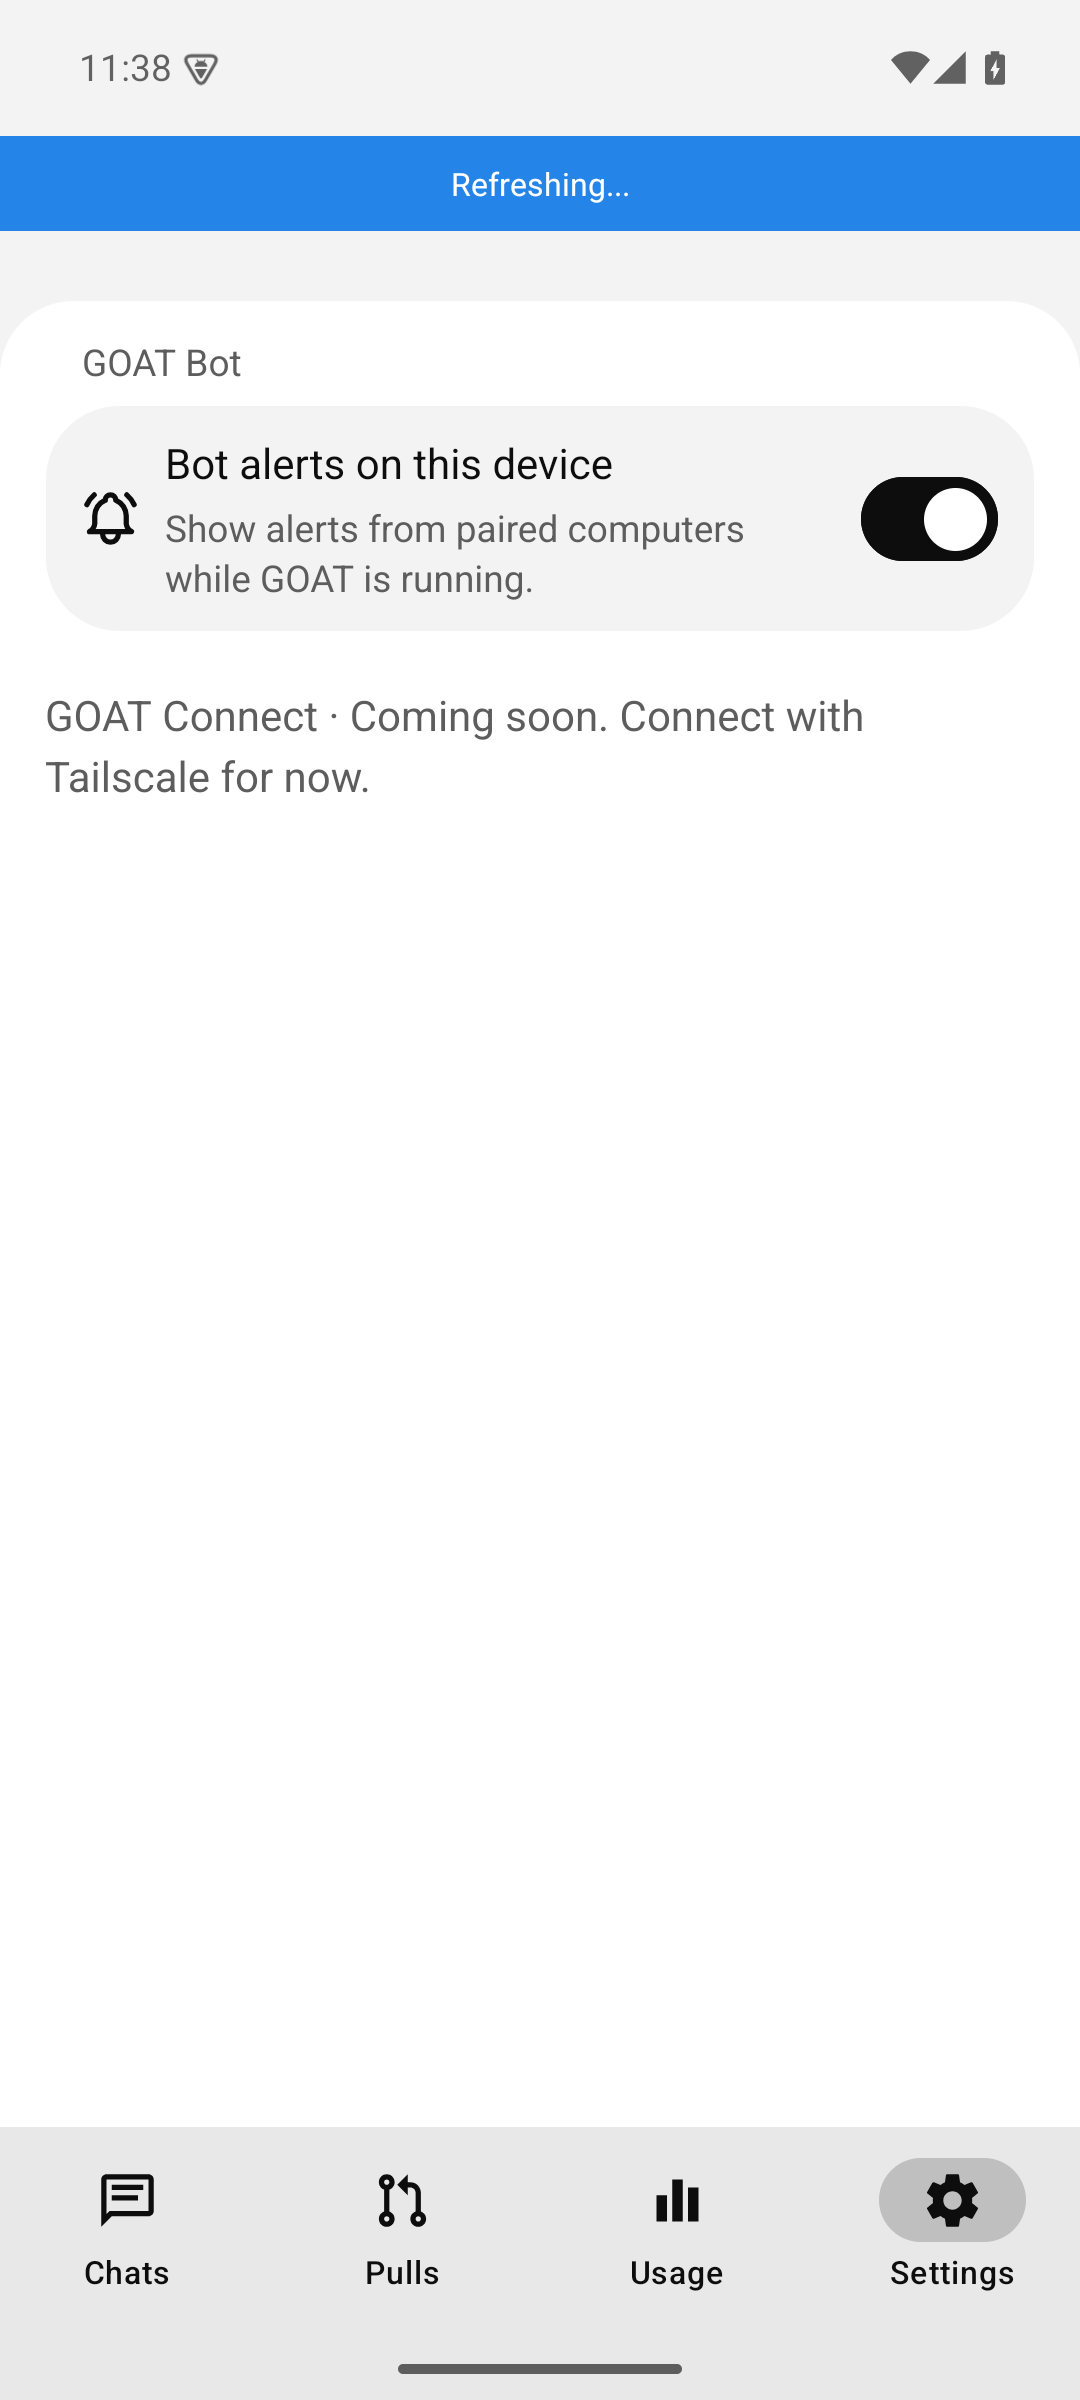 11:38
Refreshing...
GOAT Bot
Bot alerts on this device
Show alerts from paired computers
while GOAT is running.
GOAT Connect · Coming soon. Connect with
Tailscale for now.
Chats
Pulls
Usage
Settings